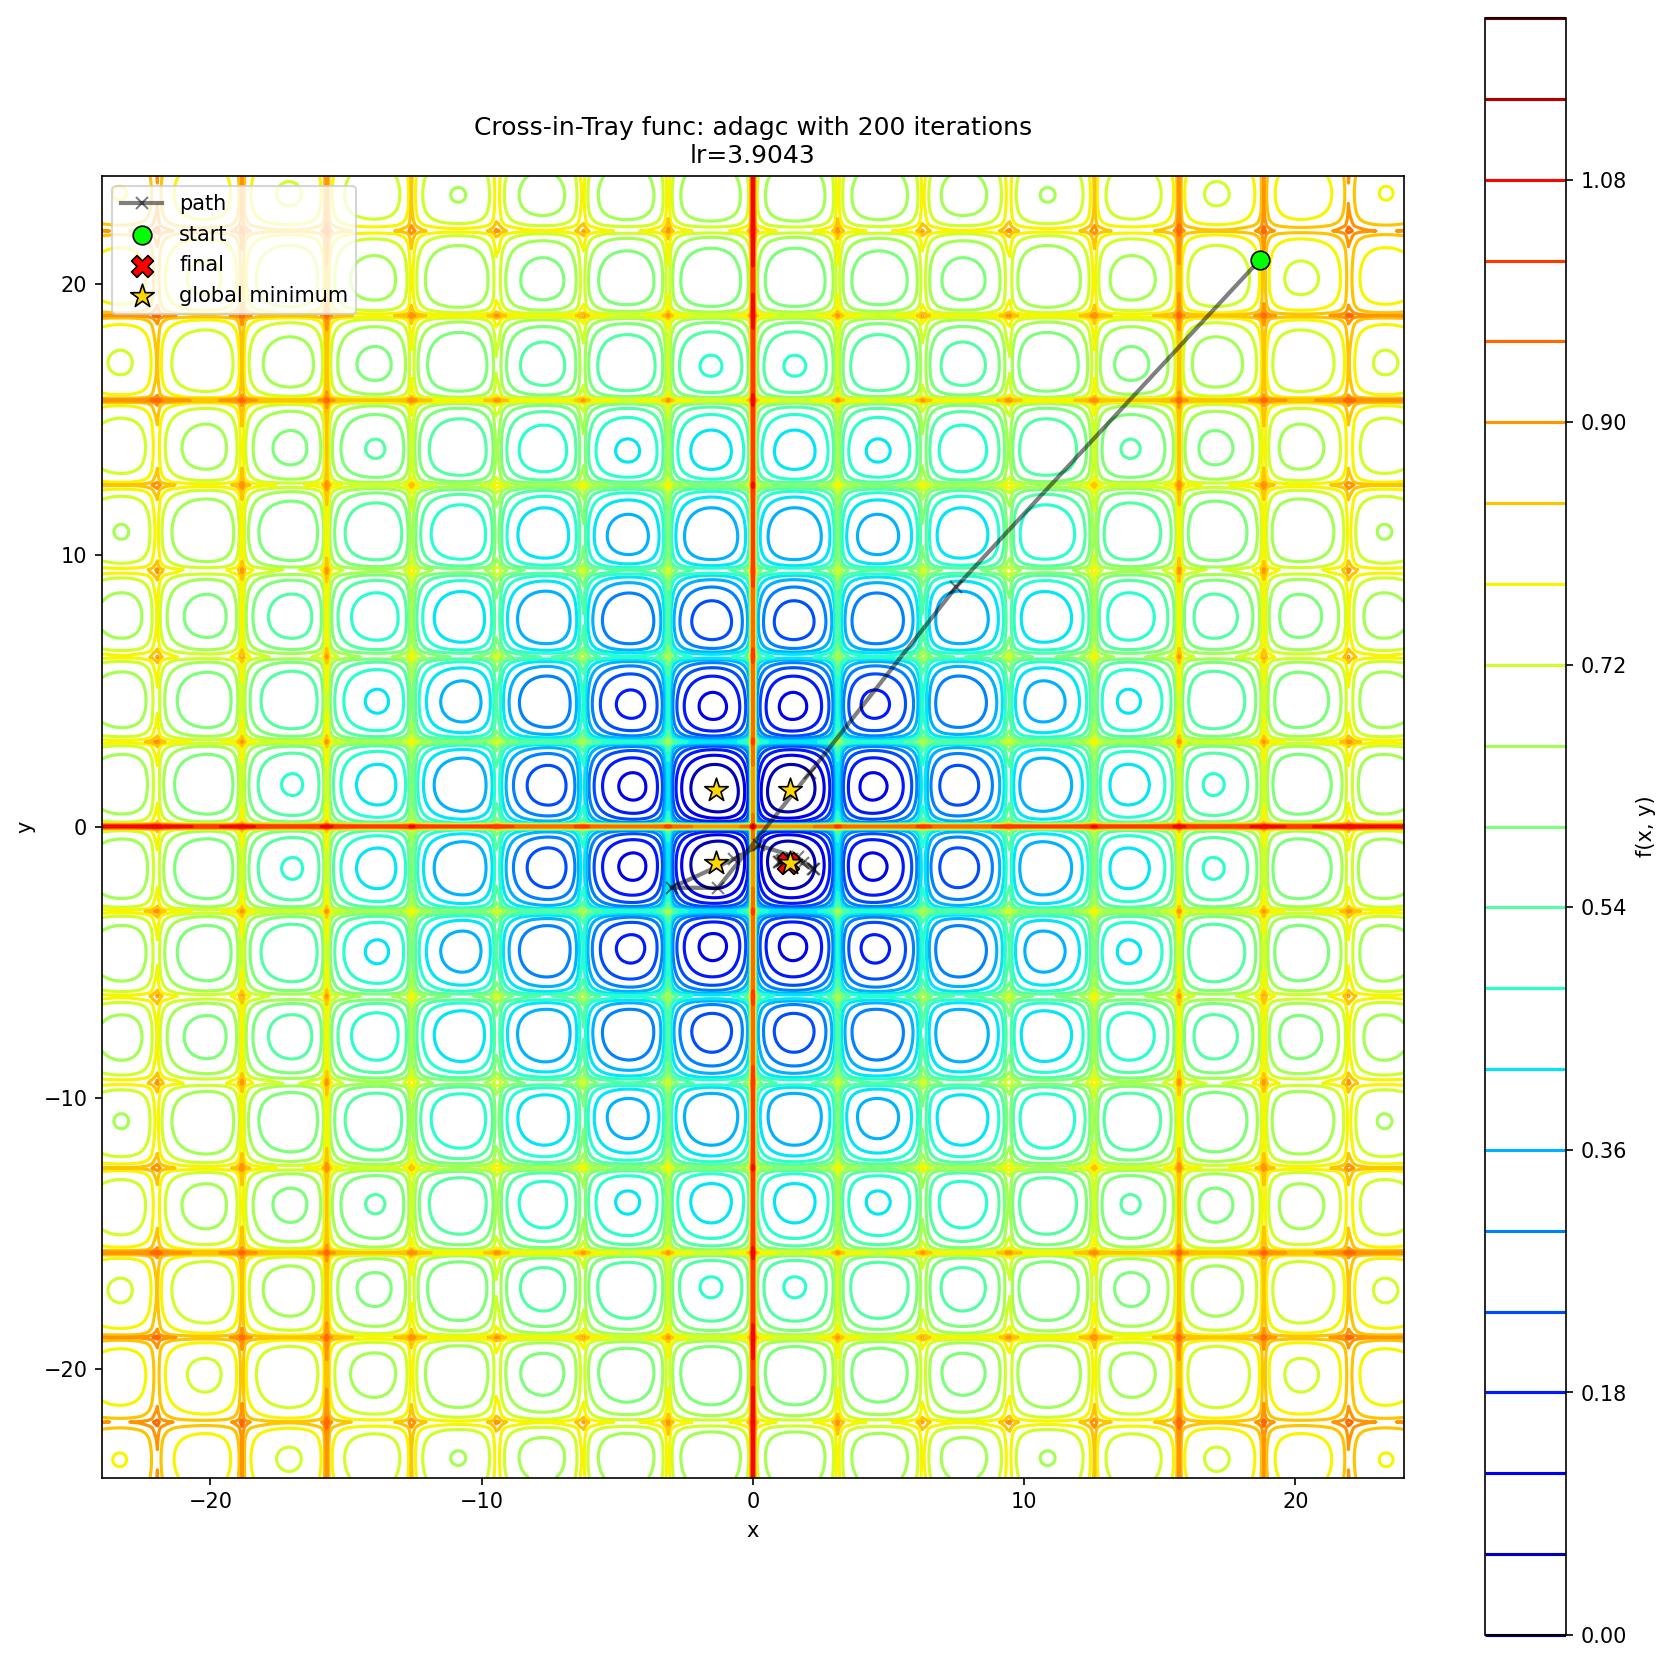 Cross-in-Tray func: adagc with 200 iterations
lr=3.9043
path
start
final
global minimum
20
10
0
−10
−20
y
−20
−10
0
10
20
x
1.08
0.90
0.72
0.54
0.36
0.18
0.00
f(x, y)